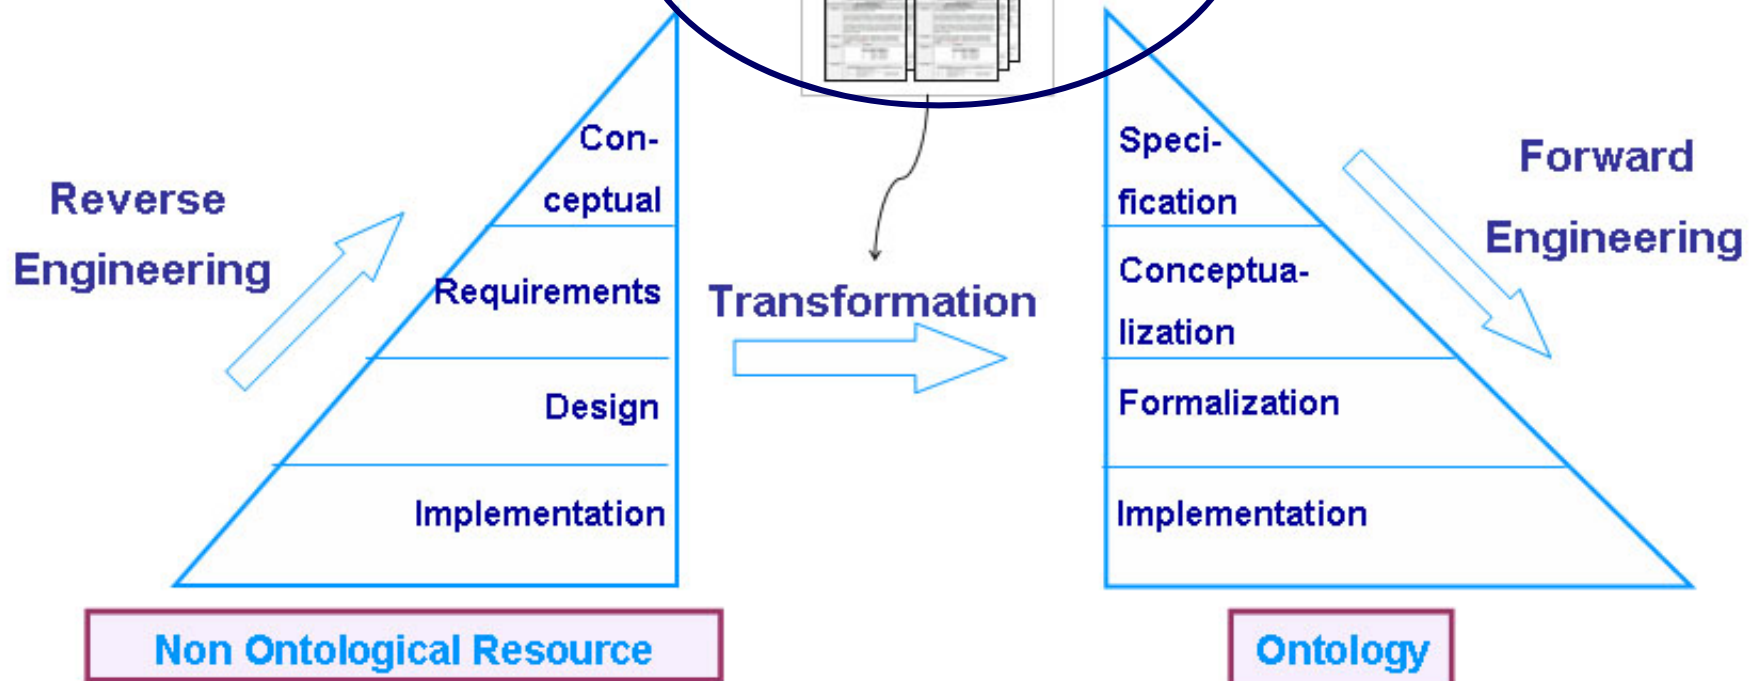 Con-
ceptual
Requirements
Design
Implementation
Reverse
Engineering
Transformation
Speci-
fication
Conceptua-
lization
Formalization
Implementation
Forward
Engineering
Non Ontological Resource
Ontology